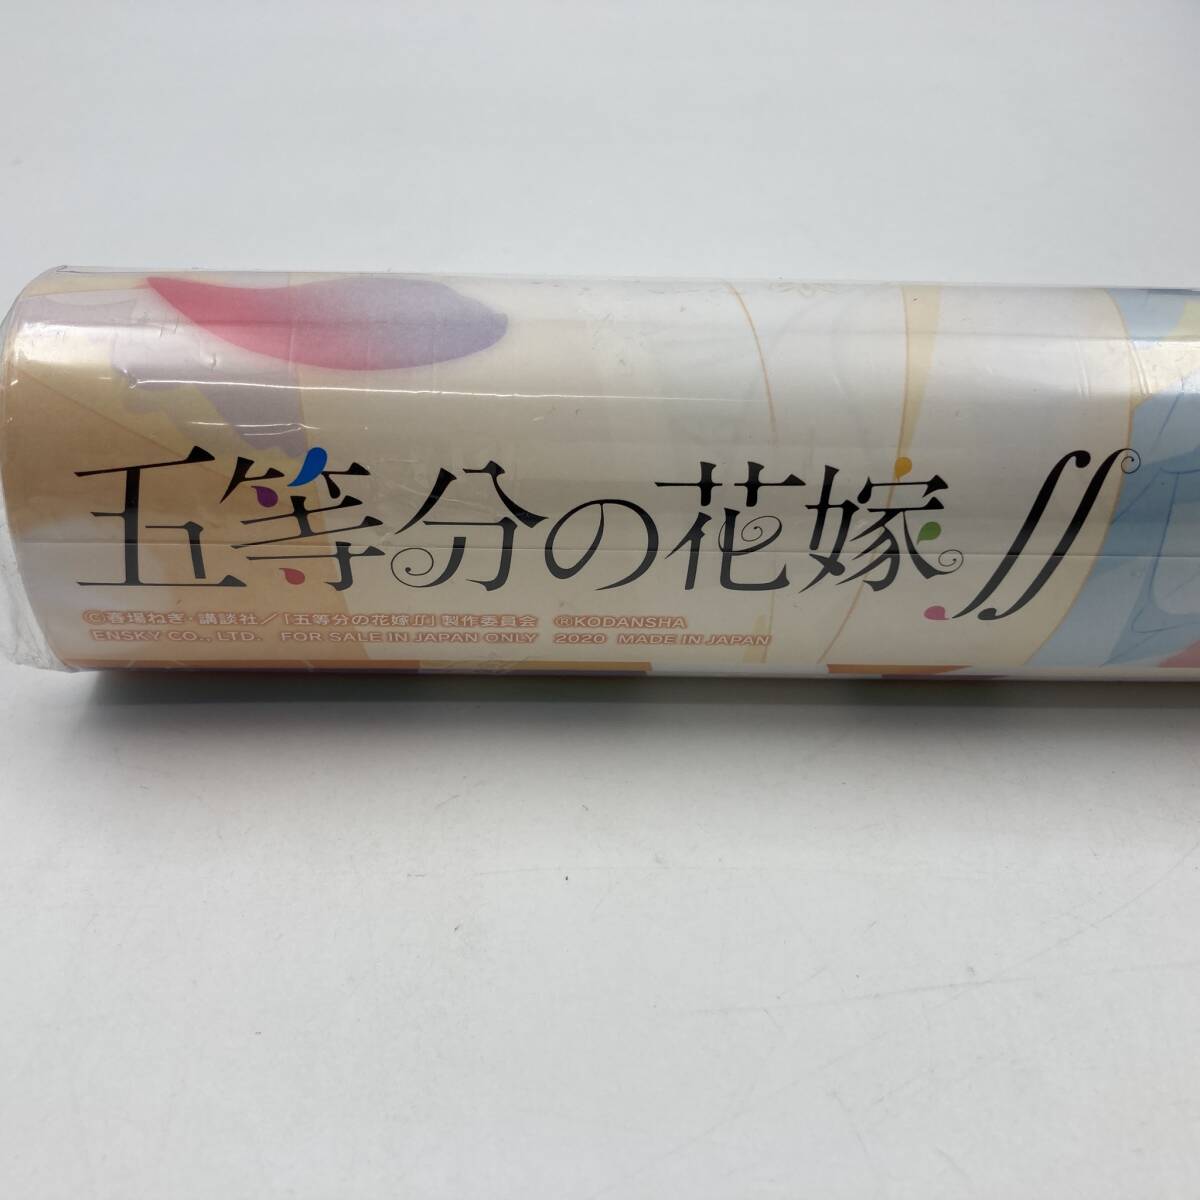 五等分の花嫁∬
©春場ねぎ・講談社/「五等分の花嫁∬」製作委員会 ®KODANSHA
ENSKY CO., LTD. FOR SALE IN JAPAN ONLY 2020 MADE IN JAPAN